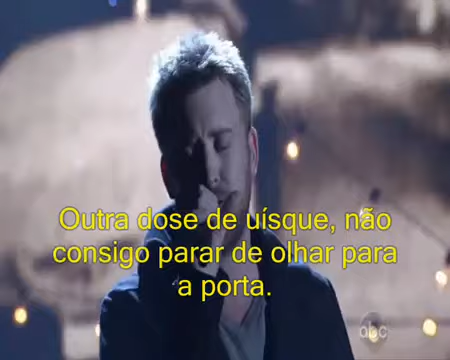 Outra dose de uísque, não
consigo parar de olhar para
a porta.
abc